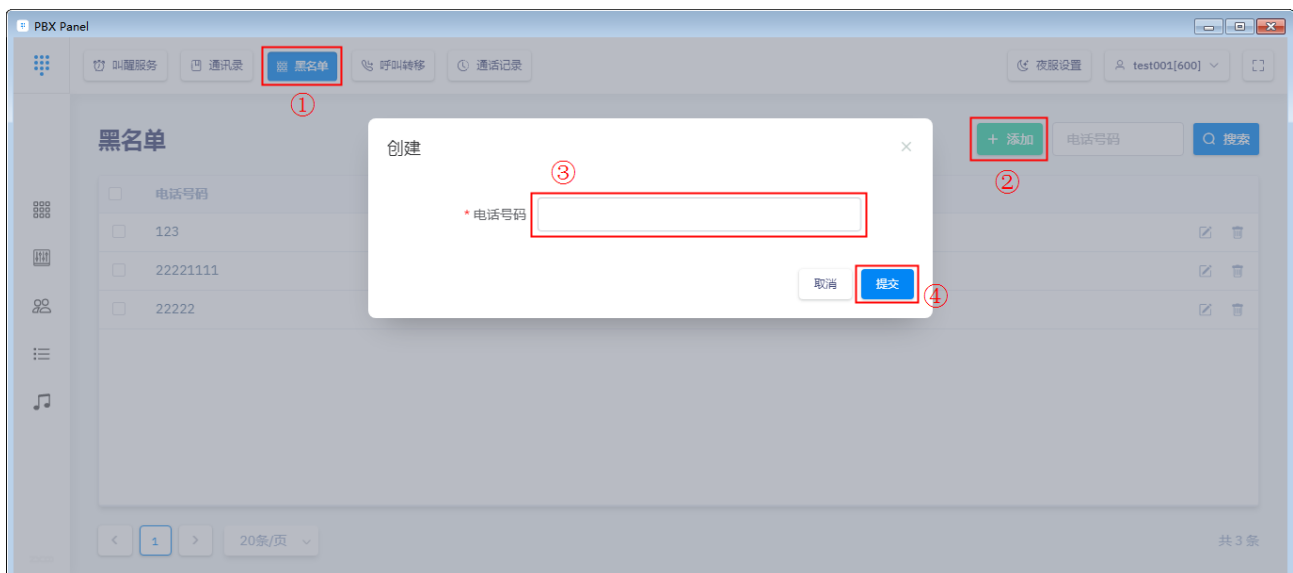 PBX Panel
叫醒服务 通讯录 黑名单 呼叫转移 通话记录 夜服设置 test001[600]
①
黑名单 创建 + 添加 电话号码 搜索
③ ②
电话号码
* 电话号码
123
22221111
取消 提交 ④
22222
1 20条/页 共 3 条